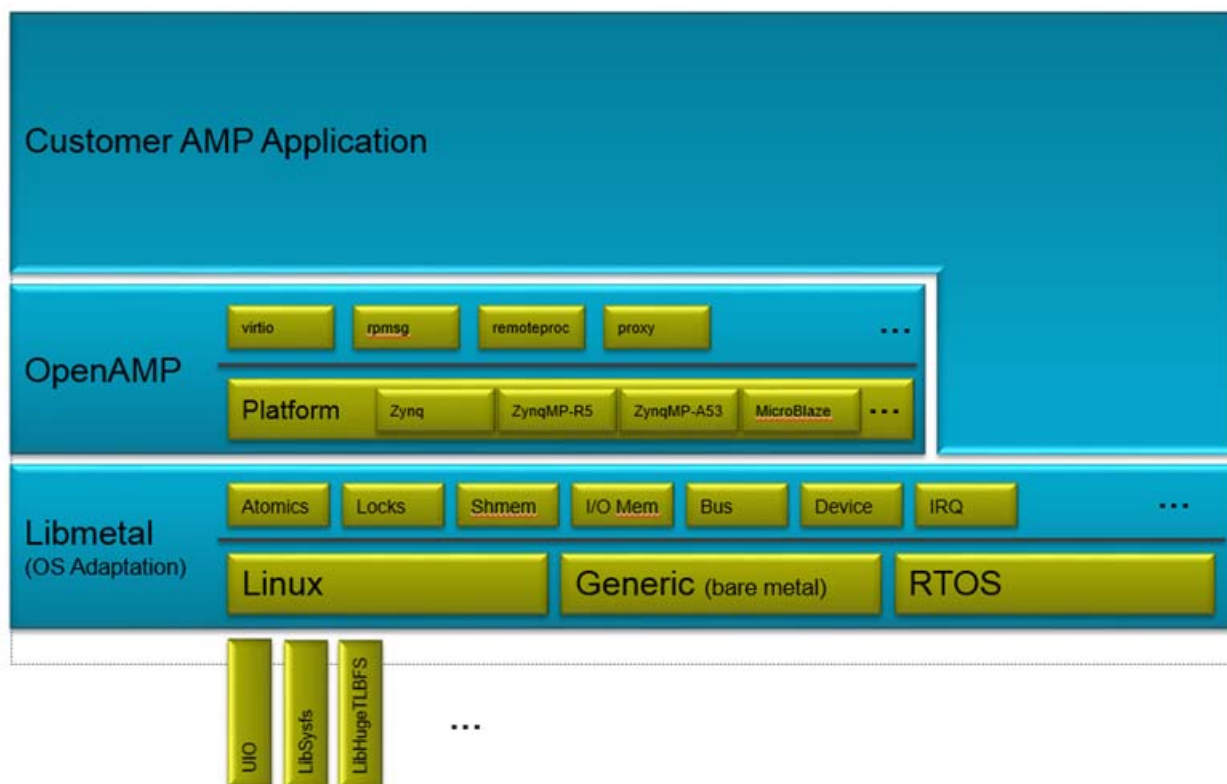 Customer AMP Application
virtio
rpmsg
remoteproc
proxy
...
OpenAMP
Platform
Zynq
ZynqMP-R5
ZynqMP-A53
MicroBlaze
...
Atomics
Locks
Shmem
I/O Mem
Bus
Device
IRQ
...
Libmetal
(OS Adaptation)
Linux
Generic (bare metal)
RTOS
UIO
LibSysfs
LibHugeTLBFS
...